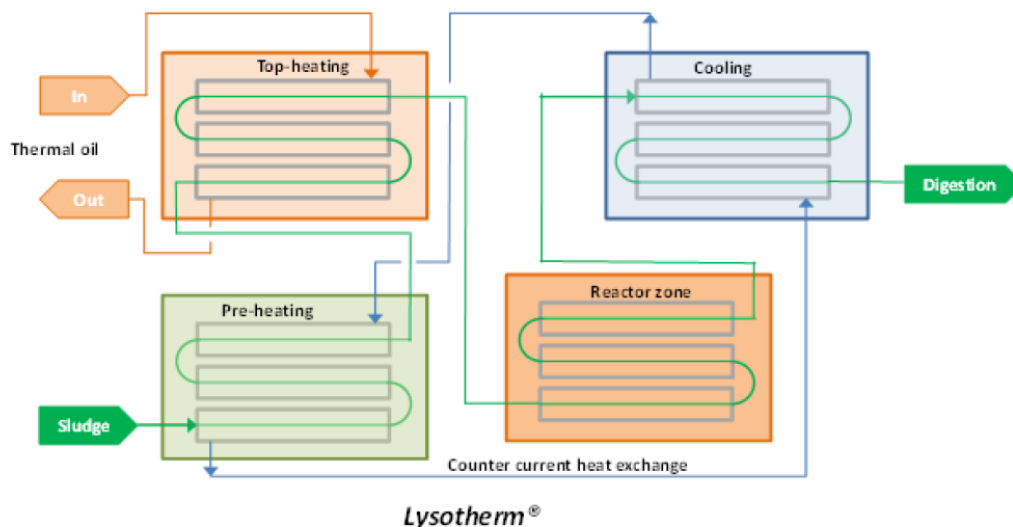 Top-heating
Cooling
In
Thermal oil
Out
Digestion
Reactor zone
Pre-heating
Sludge
Counter current heat exchange
Lysotherm®